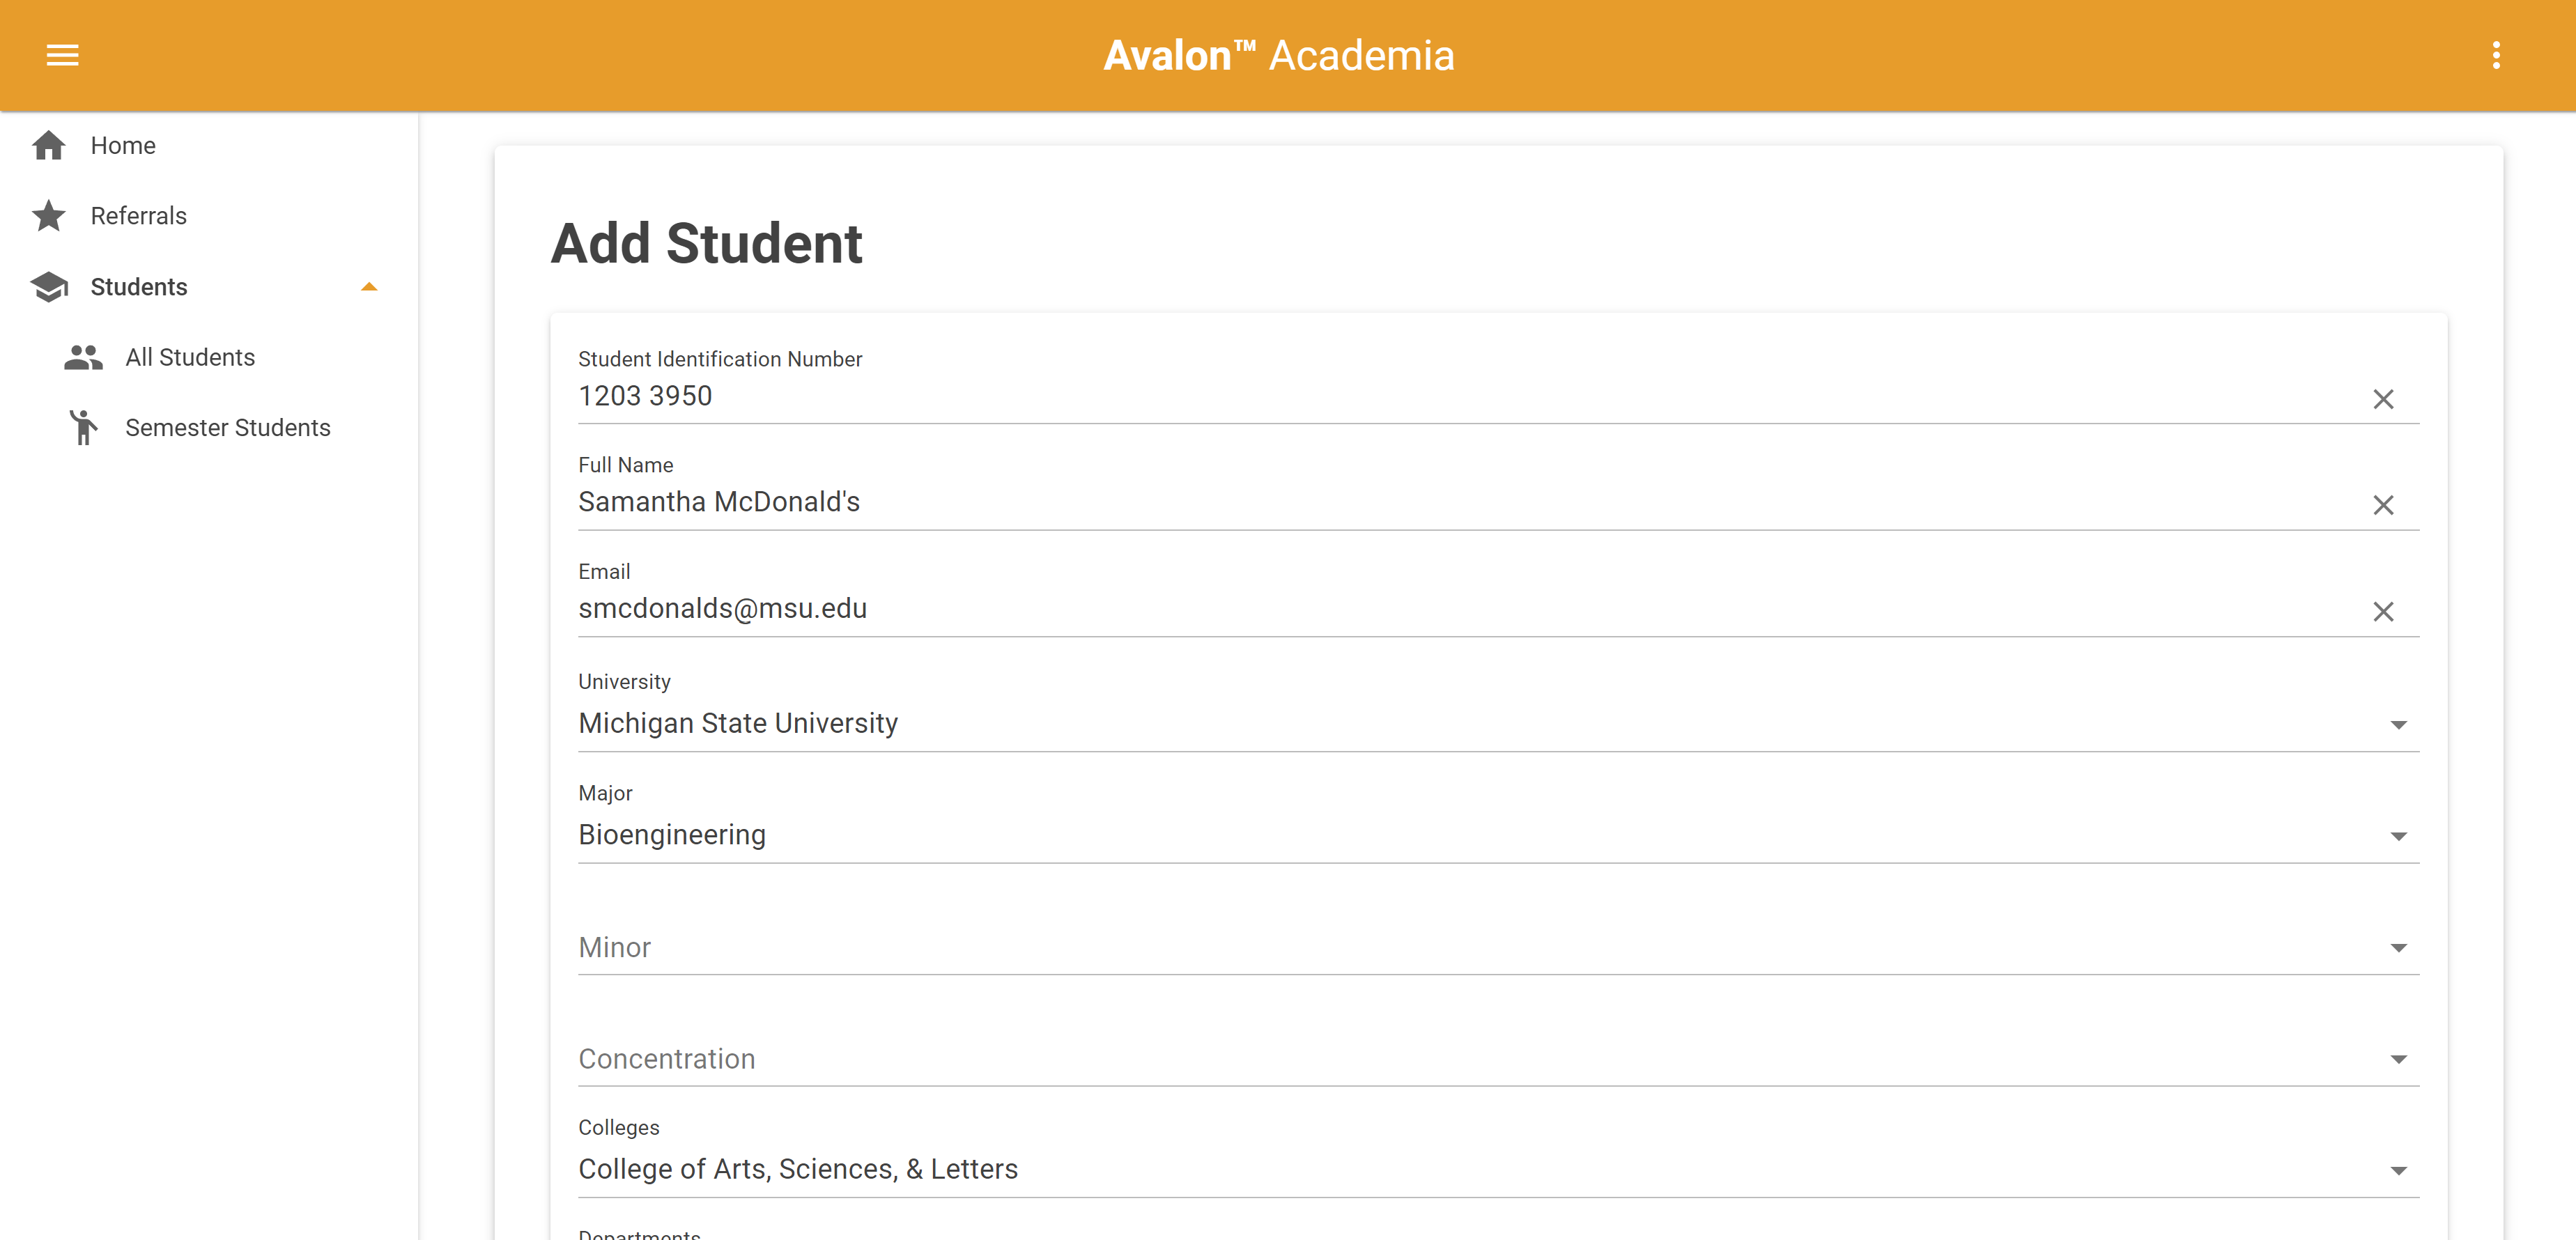 Avalon™ Academia
Home
Referrals
Students
All Students
Semester Students
Add Student
Student Identification Number
1203 3950
Full Name
Samantha McDonald's
Email
smcdonalds@msu.edu
University
Michigan State University
Major
Bioengineering
Minor
Concentration
Colleges
College of Arts, Sciences, & Letters
Departments